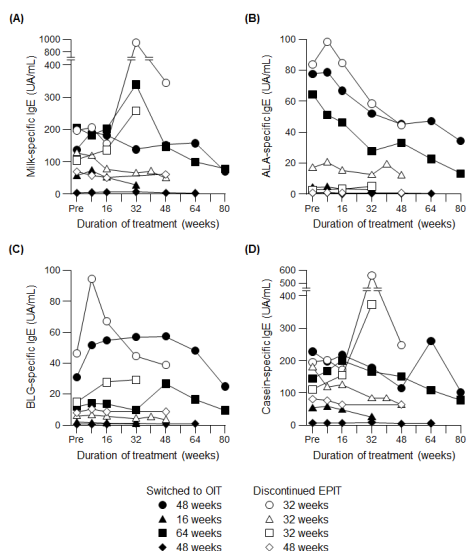 (A)
Milk-specific IgE (UA/mL)
1000
800
400
300
200
100
0
Pre 16 32 48 64 80
Duration of treatment (weeks)
(B)
ALA-specific IgE (UA/mL)
100
80
60
40
20
0
Pre 16 32 48 64 80
Duration of treatment (weeks)
(C)
BLG-specific IgE (UA/mL)
100
80
60
40
20
0
Pre 16 32 48 64 80
Duration of treatment (weeks)
(D)
Casein-specific IgE (UA/mL)
600
500
400
300
200
100
0
Pre 16 32 48 64 80
Duration of treatment (weeks)
Switched to OIT
48 weeks
16 weeks
64 weeks
48 weeks
Discontinued EPIT
32 weeks
32 weeks
32 weeks
48 weeks